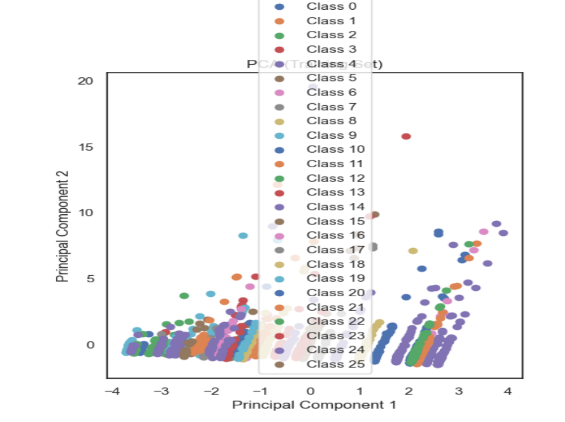 Class 0
Class 1
Class 2
Class 3
PCA (Training Set)
Class 4
Class 5
Class 6
Class 7
Class 8
Class 9
Class 10
Class 11
Class 12
Class 13
Class 14
Class 15
Class 16
Class 17
Class 18
Class 19
Class 20
Class 21
Class 22
Class 23
Class 24
Class 25
20
15
10
5
0
Principal Component 2
−4 −3 −2 −1 0 1 2 3 4
Principal Component 1